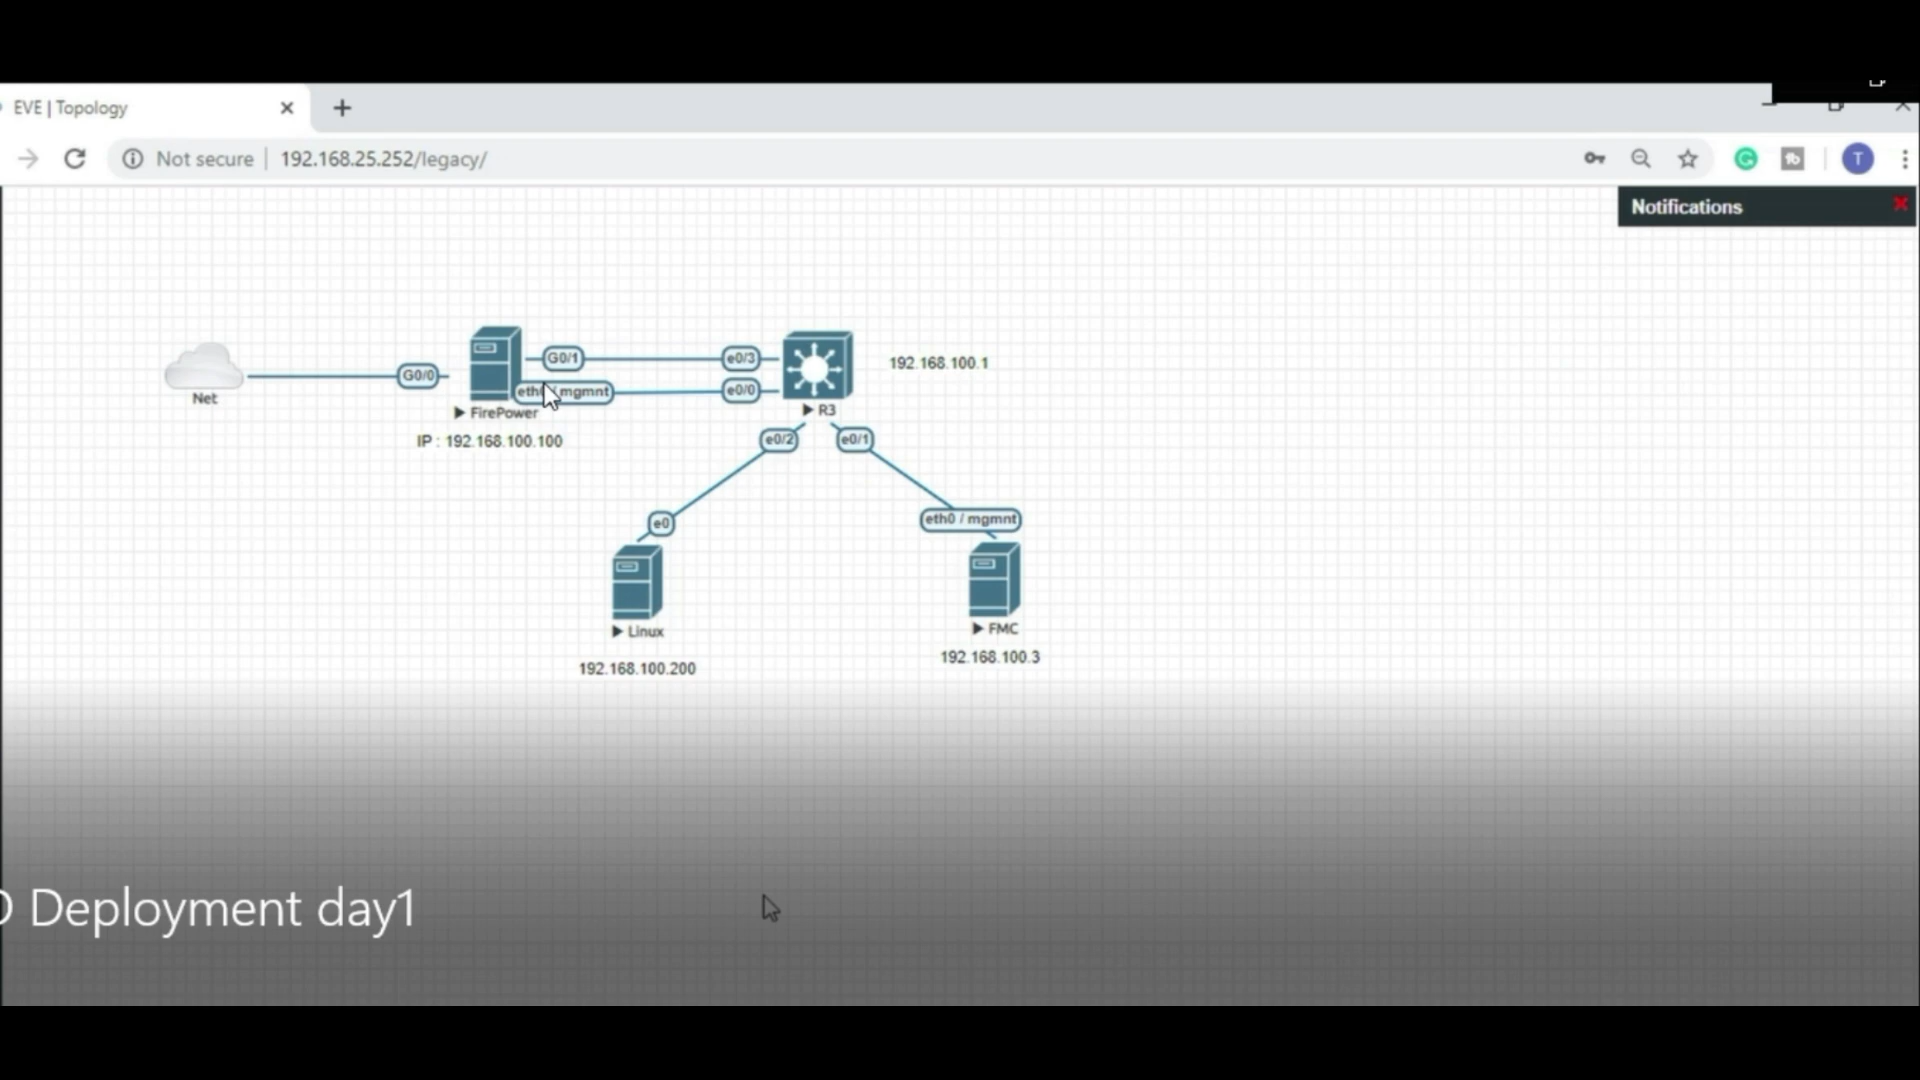 EVE | Topology
Not secure | 192.168.25.252/legacy/
T
Notifications
G0/1
e0/3
192.168.100.1
G0/0
e0/0
mgmnt
Net
FirePower
R3
IP : 192.168.100.100
e0/2
e0/1
e0
eth0 / mgmnt
Linux
FMC
192.168.100.200
192.168.100.3
Deployment day1